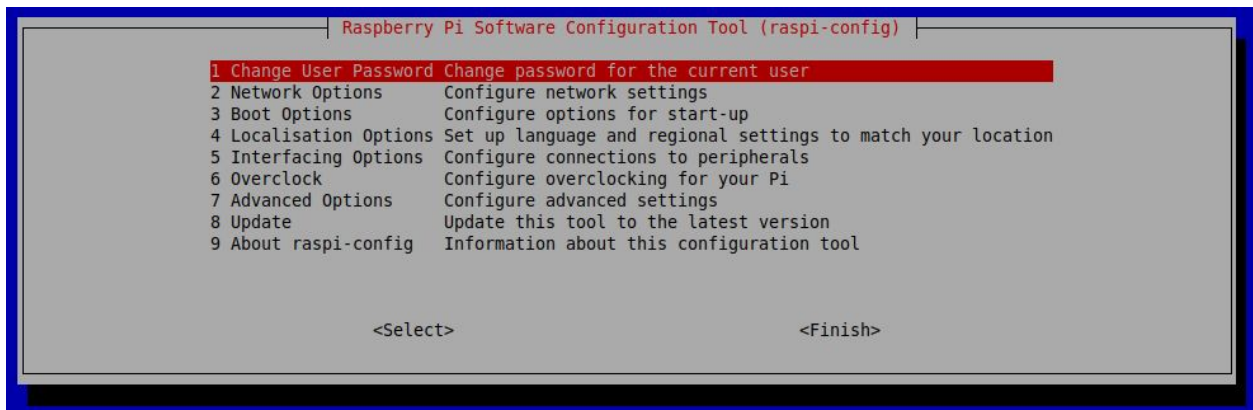 Raspberry Pi Software Configuration Tool (raspi-config)
1 Change User Password Change password for the current user
2 Network Options Configure network settings
3 Boot Options Configure options for start-up
4 Localisation Options Set up language and regional settings to match your location
5 Interfacing Options Configure connections to peripherals
6 Overclock Configure overclocking for your Pi
7 Advanced Options Configure advanced settings
8 Update Update this tool to the latest version
9 About raspi-config Information about this configuration tool
<Select> <Finish>